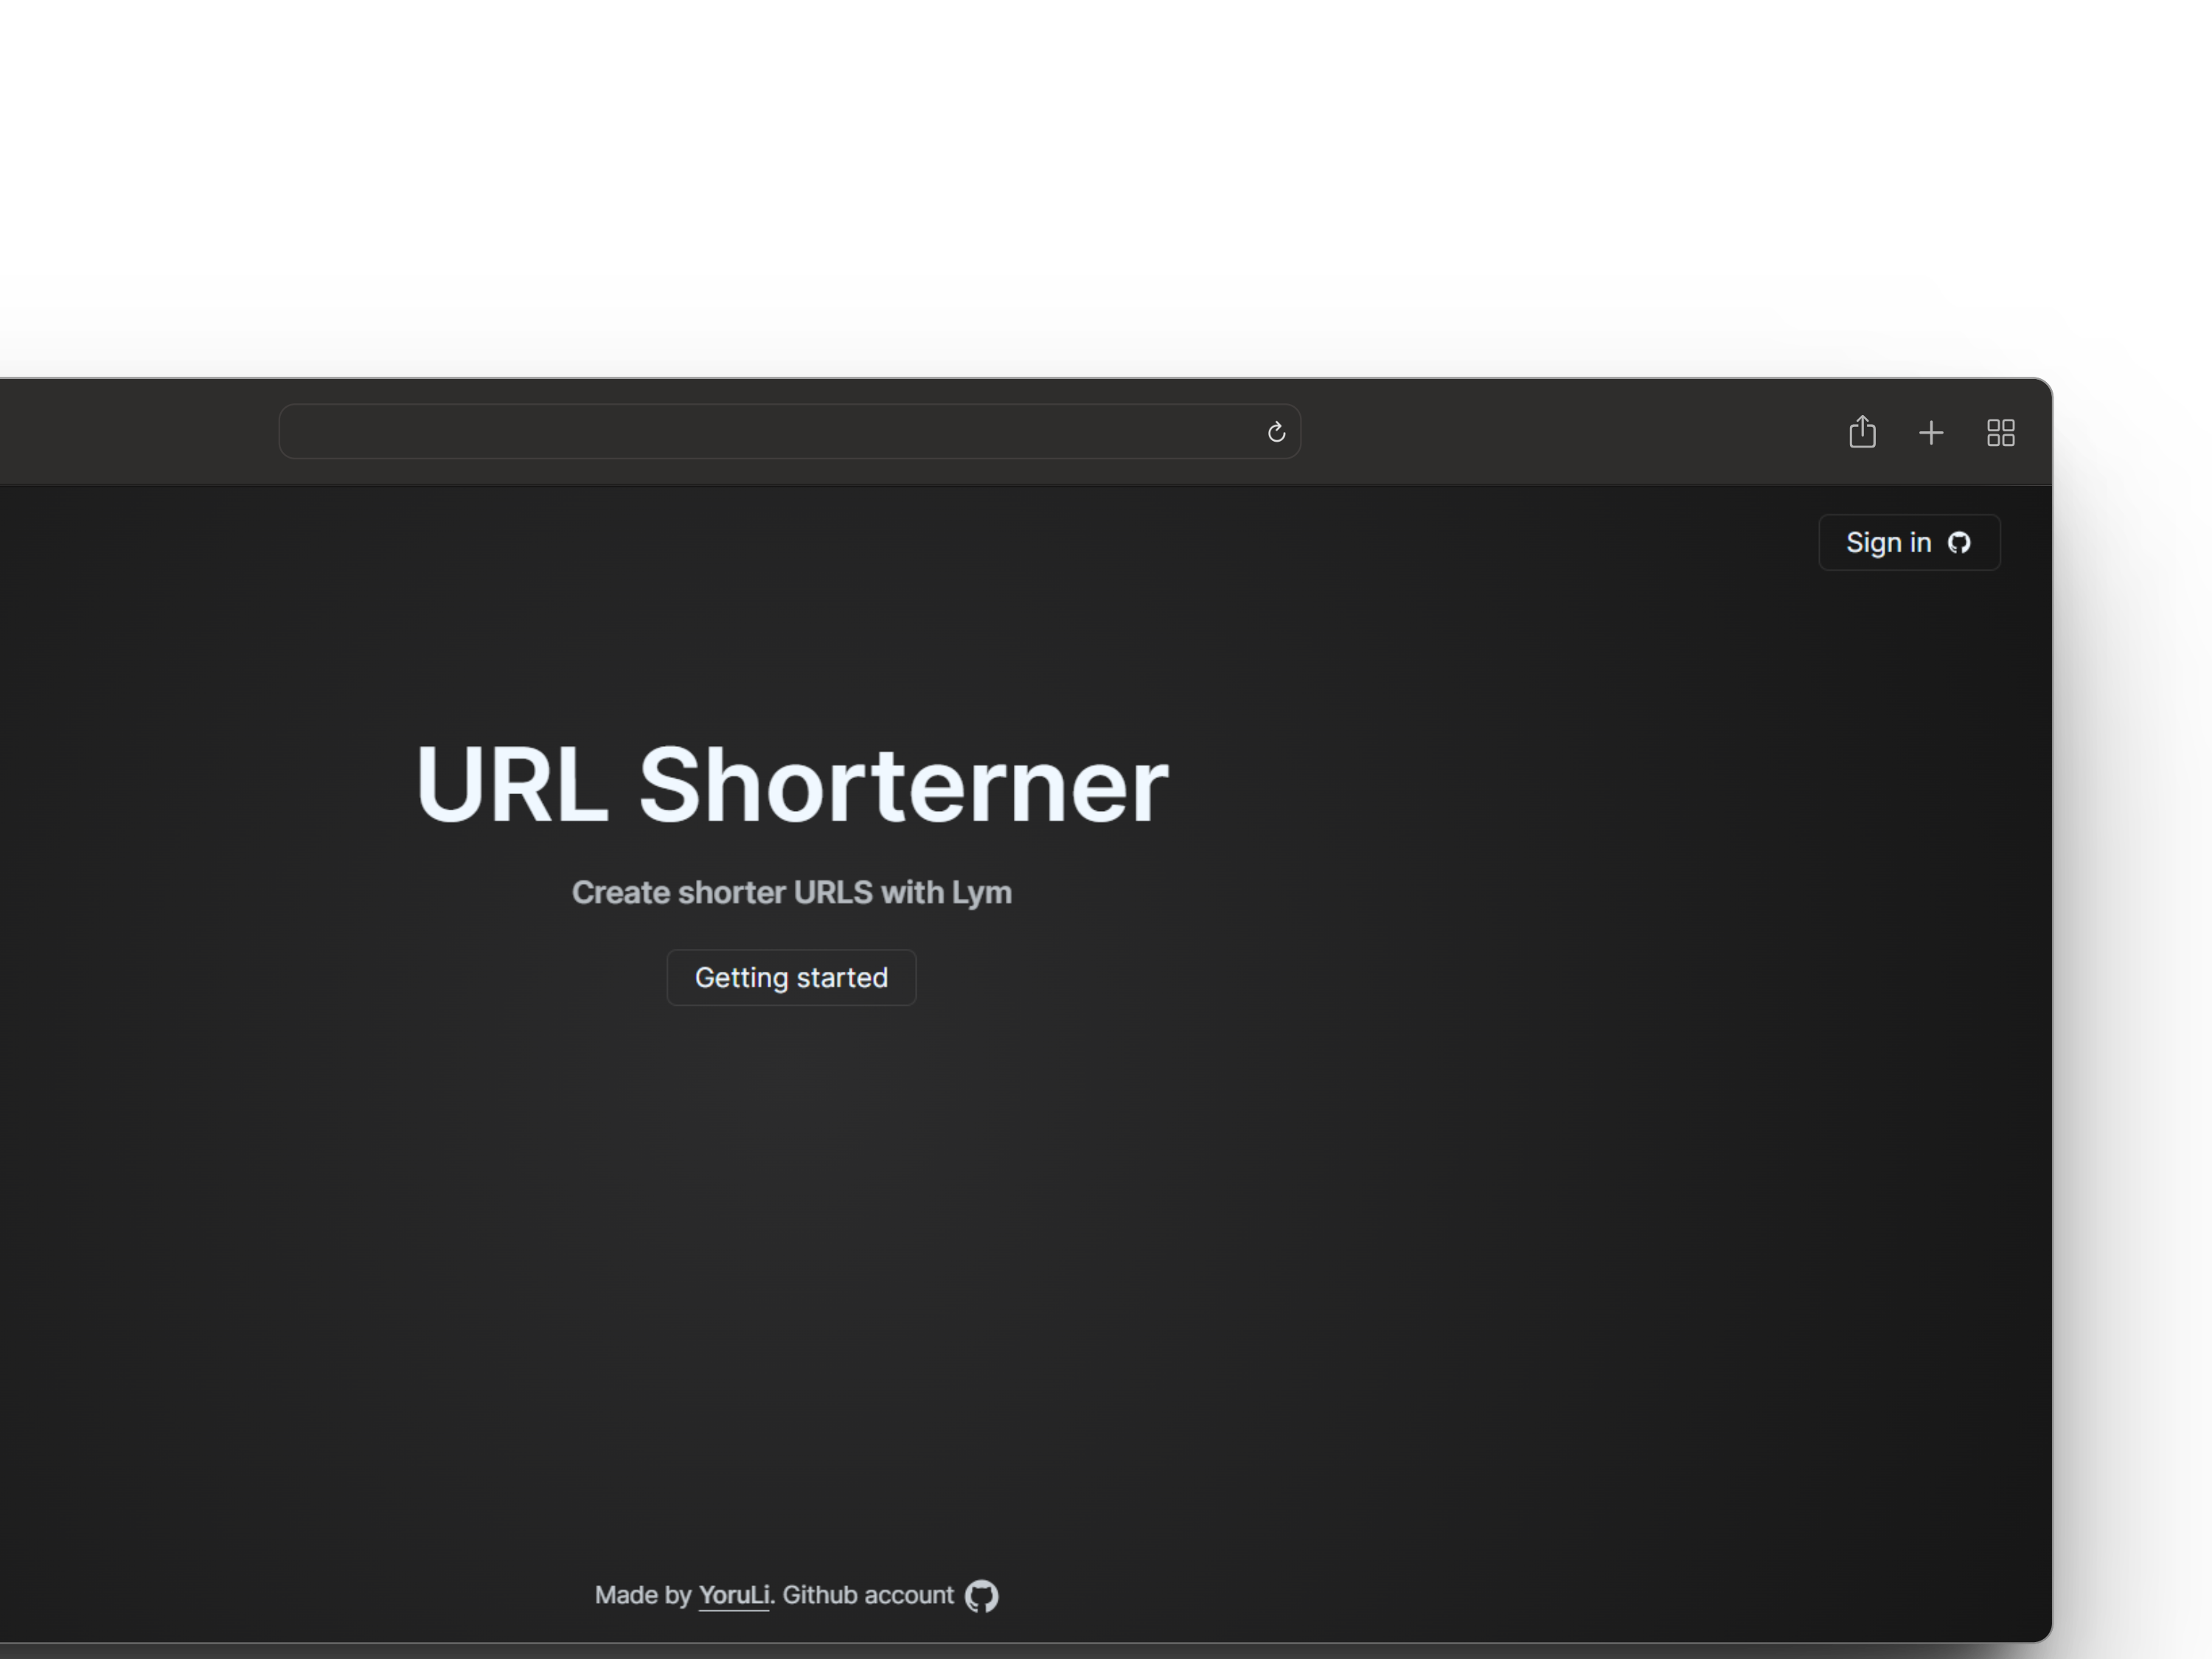 Sign in
URL Shorterner
Create shorter URLS with Lym
Getting started
Made by YoruLi. Github account